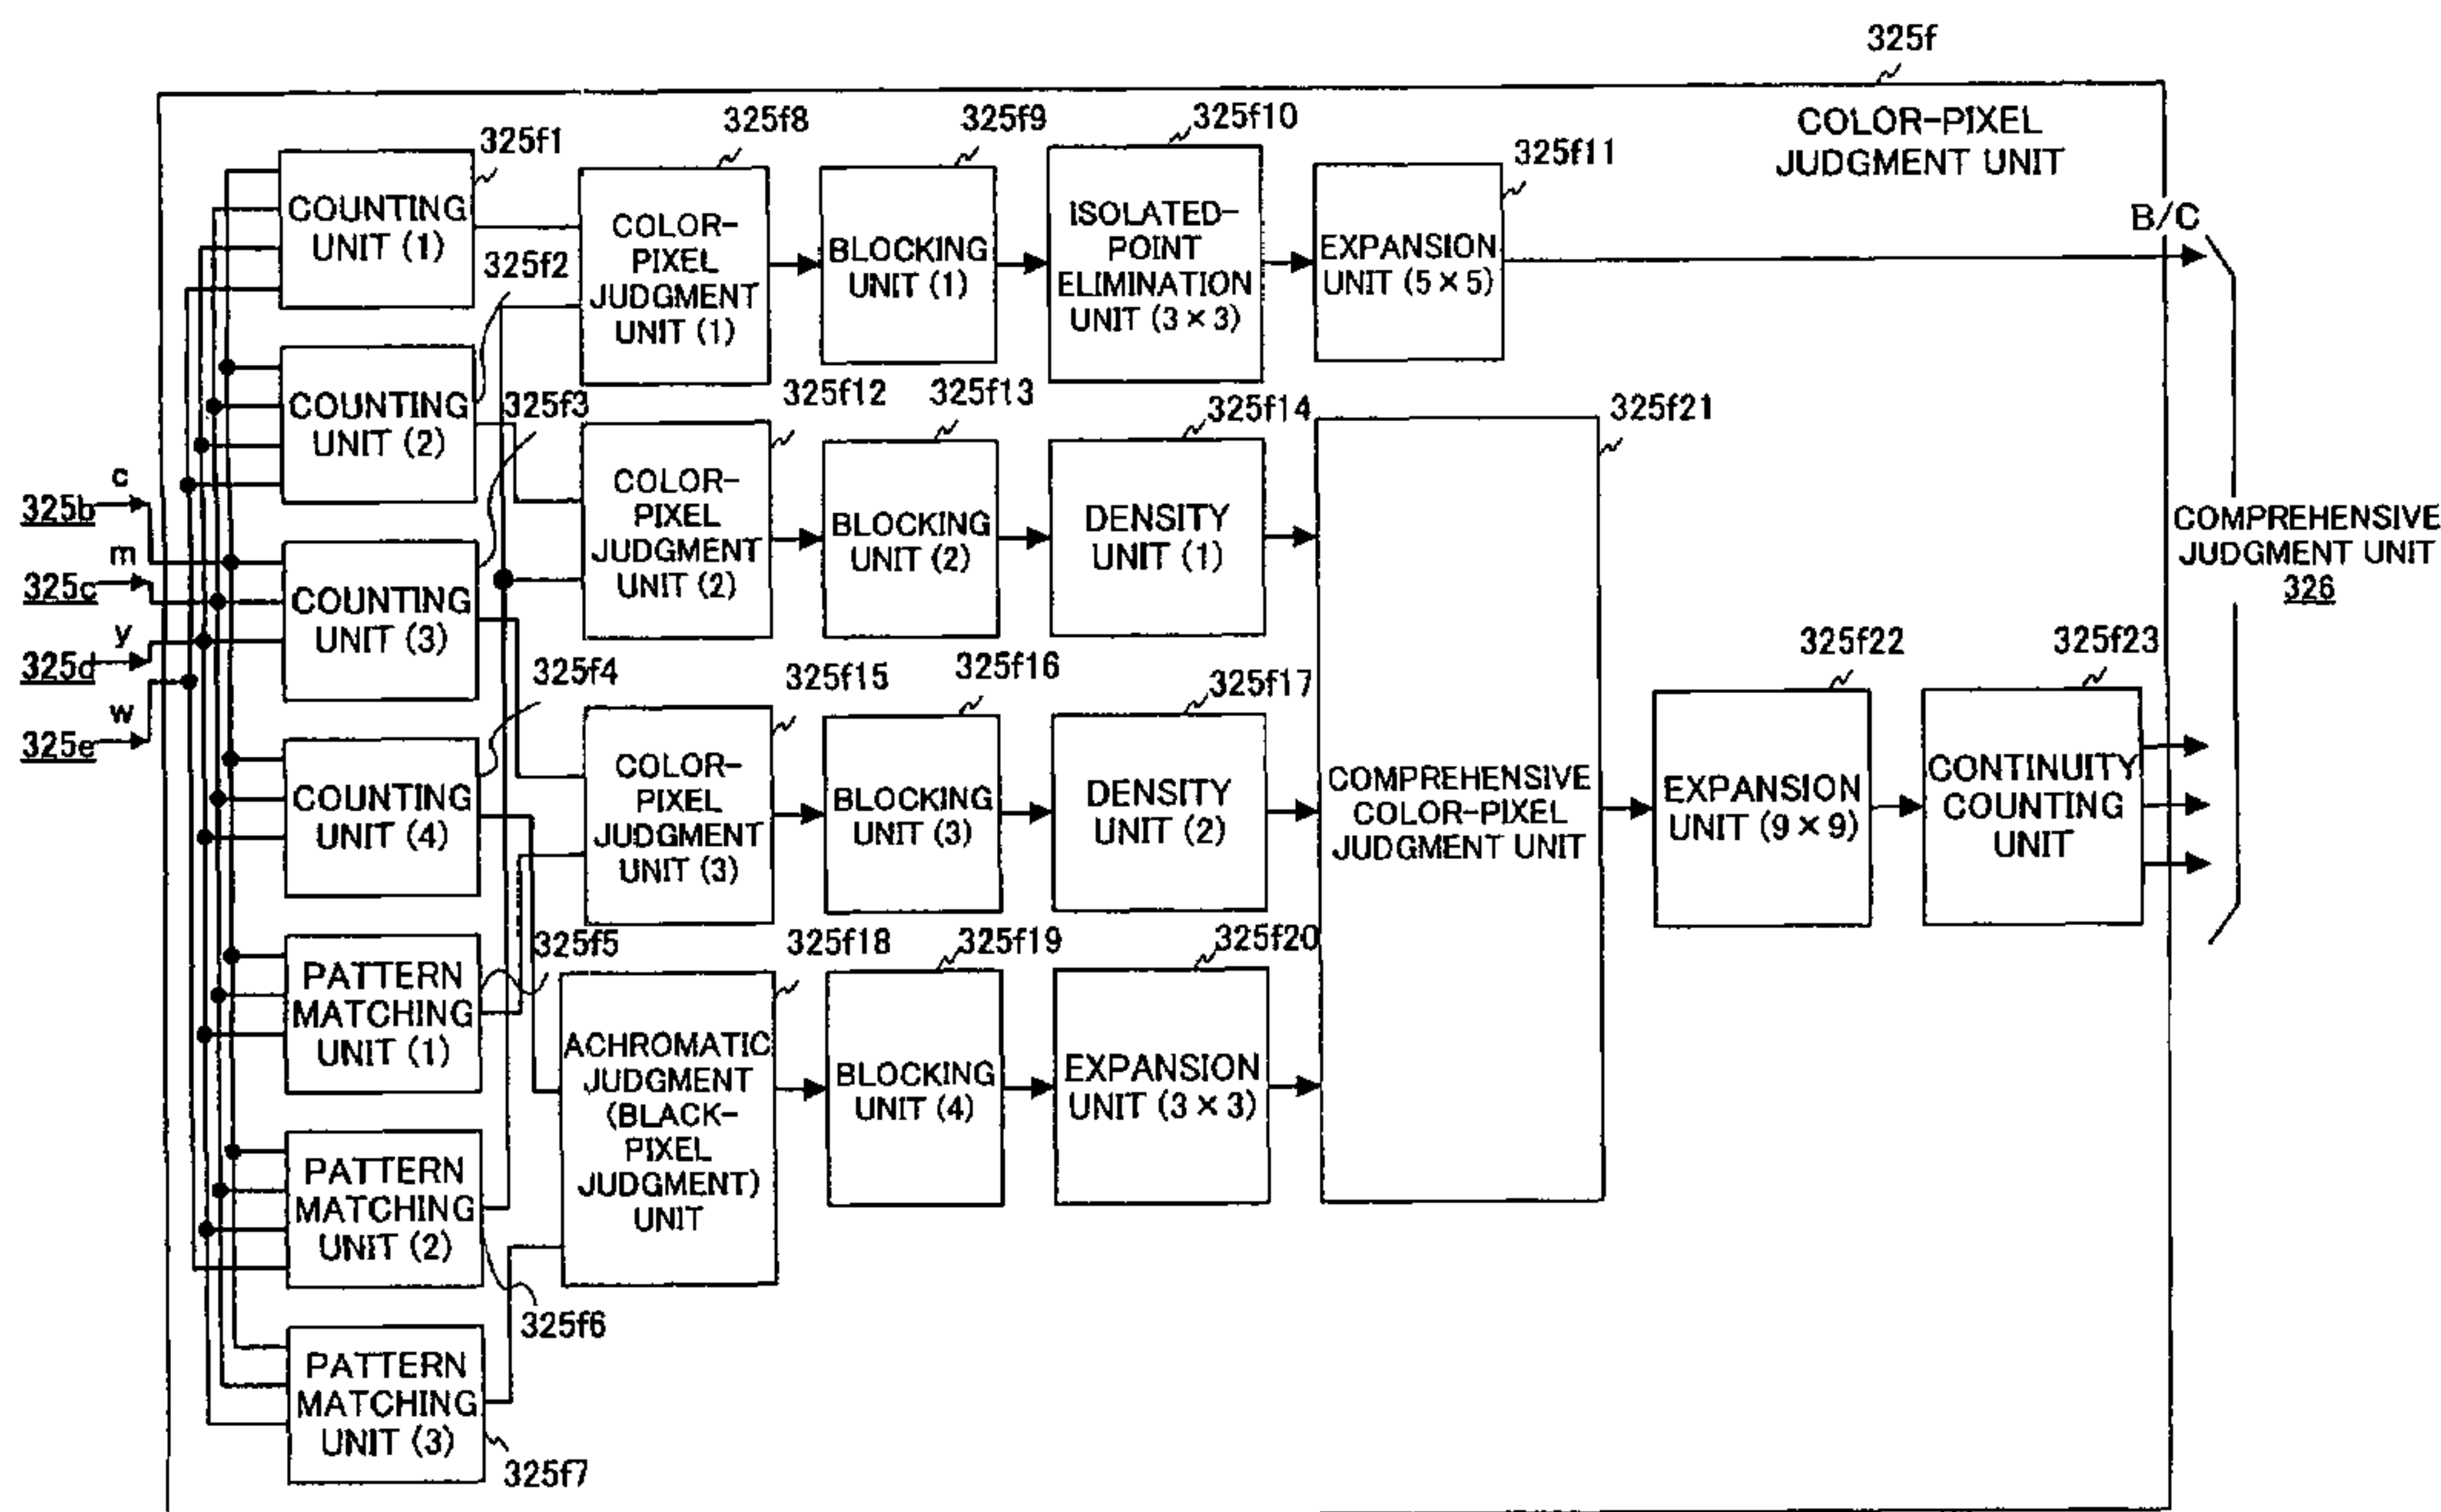 325f
COLOR-PIXEL
JUDGMENT UNIT
325f1
COUNTING
UNIT (1)
325f8
COLOR-
PIXEL
JUDGMENT
UNIT (1)
325f9
BLOCKING
UNIT (1)
325f10
ISOLATED-
POINT
ELIMINATION
UNIT (3×3)
325f11
EXPANSION
UNIT (5×5)
B/C
325f2
COUNTING
UNIT (2)
325f12
COLOR-
PIXEL
JUDGMENT
UNIT (2)
325f13
BLOCKING
UNIT (2)
325f14
DENSITY
UNIT (1)
325f21
COMPREHENSIVE
COLOR-PIXEL
JUDGMENT UNIT
c
325b
m
325c
y
325d
w
325e
325f3
COUNTING
UNIT (3)
325f4
COUNTING
UNIT (4)
325f15
COLOR-
PIXEL
JUDGMENT
UNIT (3)
325f16
BLOCKING
UNIT (3)
325f17
DENSITY
UNIT (2)
325f22
EXPANSION
UNIT (9×9)
325f23
CONTINUITY
COUNTING
UNIT
COMPREHENSIVE
JUDGMENT UNIT
326
325f5
PATTERN
MATCHING
UNIT (1)
325f18
ACHROMATIC
JUDGMENT
(BLACK-
PIXEL
JUDGMENT)
UNIT
325f19
BLOCKING
UNIT (4)
325f20
EXPANSION
UNIT (3×3)
PATTERN
MATCHING
UNIT (2)
325f6
PATTERN
MATCHING
UNIT (3)
325f7